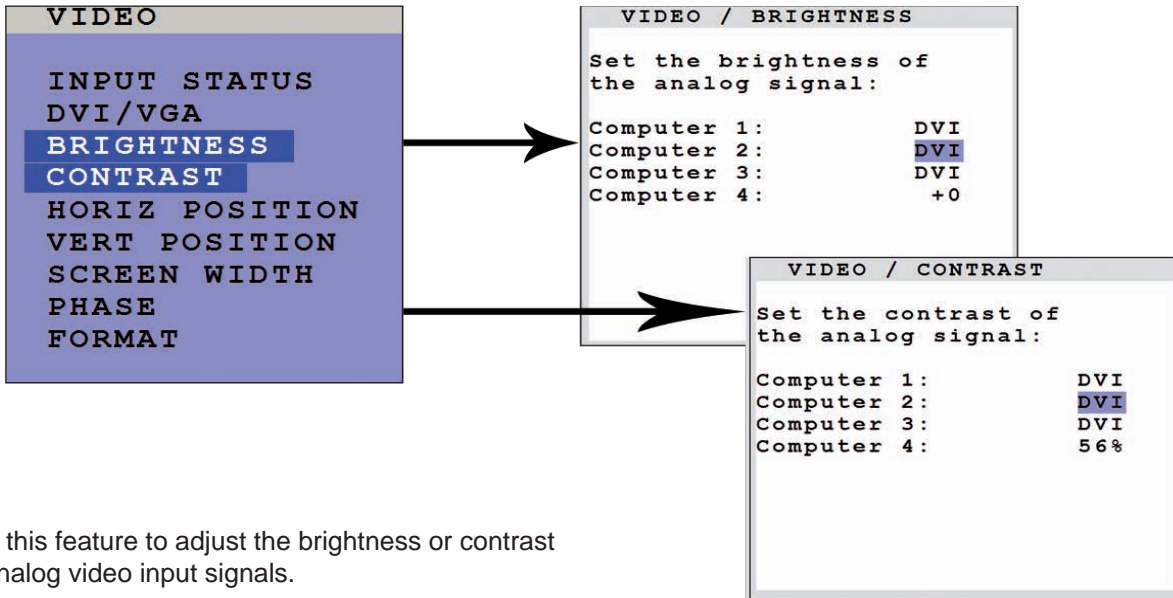 VIDEO
INPUT STATUS
DVI/VGA
BRIGHTNESS
CONTRAST
HORIZ POSITION
VERT POSITION
SCREEN WIDTH
PHASE
FORMAT
VIDEO / BRIGHTNESS
Set the brightness of
the analog signal:
Computer 1: DVI
Computer 2: DVI
Computer 3: DVI
Computer 4: +0
VIDEO / CONTRAST
Set the contrast of
the analog signal:
Computer 1: DVI
Computer 2: DVI
Computer 3: DVI
Computer 4: 56%
this feature to adjust the brightness or contrast
nalog video input signals.